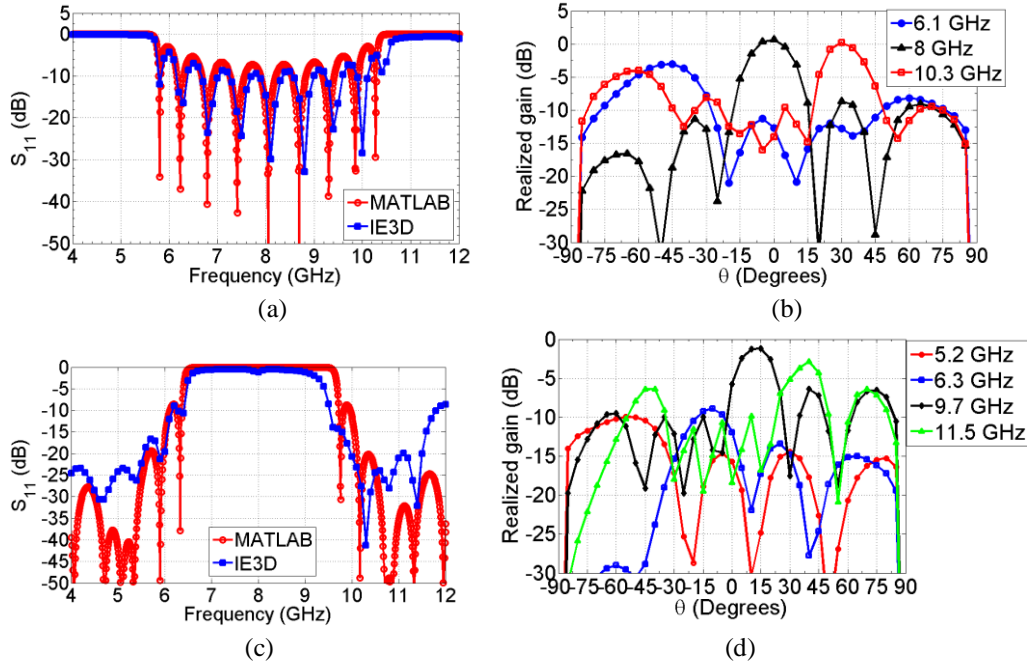 5
0
-10
-20
-30
-40
-50
S11 (dB)
4 5 6 7 8 9 10 11 12
Frequency (GHz)
MATLAB
IE3D
(a)
5
0
-5
-10
-15
-20
-25
-30
Realized gain (dB)
-90 -75 -60 -45 -30 -15 0 15 30 45 60 75 90
θ (Degrees)
6.1 GHz
8 GHz
10.3 GHz
(b)
5
0
-5
-10
-15
-20
-25
-30
-35
-40
-45
-50
S11 (dB)
4 5 6 7 8 9 10 11 12
Frequency (GHz)
MATLAB
IE3D
(c)
0
-5
-10
-15
-20
-25
-30
Realized gain (dB)
-90 -75 -60 -45 -30 -15 0 15 30 45 60 75 90
θ (Degrees)
5.2 GHz
6.3 GHz
9.7 GHz
11.5 GHz
(d)